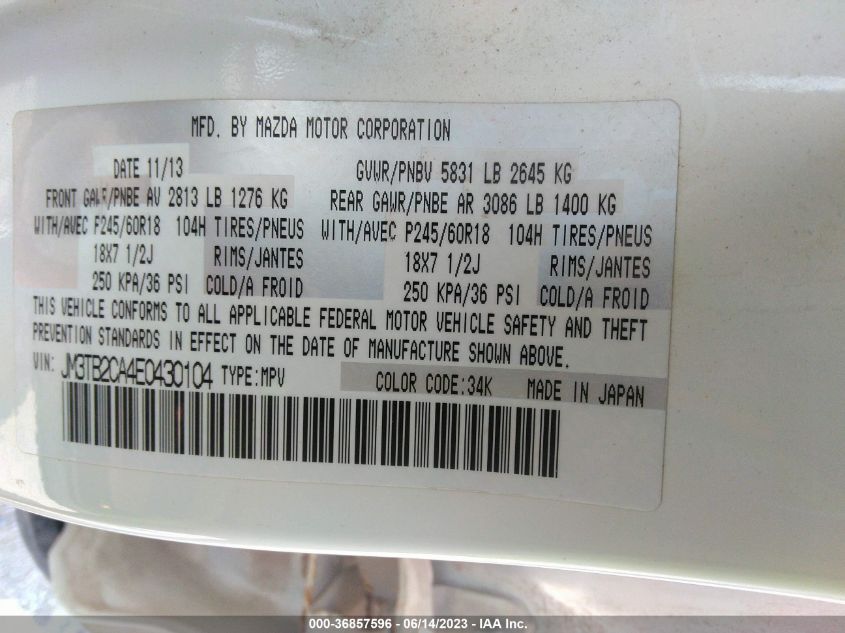 MFD. BY MAZDA MOTOR CORPORATION
DATE 11/13 GVWR/PNBV 5831 LB 2645 KG
FRONT GAWR/PNBE AV 2813 LB 1276 KG REAR GAWR/PNBE AR 3086 LB 1400 KG
WITH/AVEC P245/60R18 104H TIRES/PNEUS WITH/AVEC P245/60R18 104H TIRES/PNEUS
18X7 1/2J RIMS/JANTES 18X7 1/2J RIMS/JANTES
250 KPA/36 PSI COLD/A FROID 250 KPA/36 PSI COLD/A FROID
THIS VEHICLE CONFORMS TO ALL APPLICABLE FEDERAL MOTOR VEHICLE SAFETY AND THEFT
PREVENTION STANDARDS IN EFFECT ON THE DATE OF MANUFACTURE SHOWN ABOVE.
VIN: JM3TB2CA4E0430104 TYPE:MPV COLOR CODE:34K MADE IN JAPAN
000-36857596 - 06/14/2023 - IAA Inc.